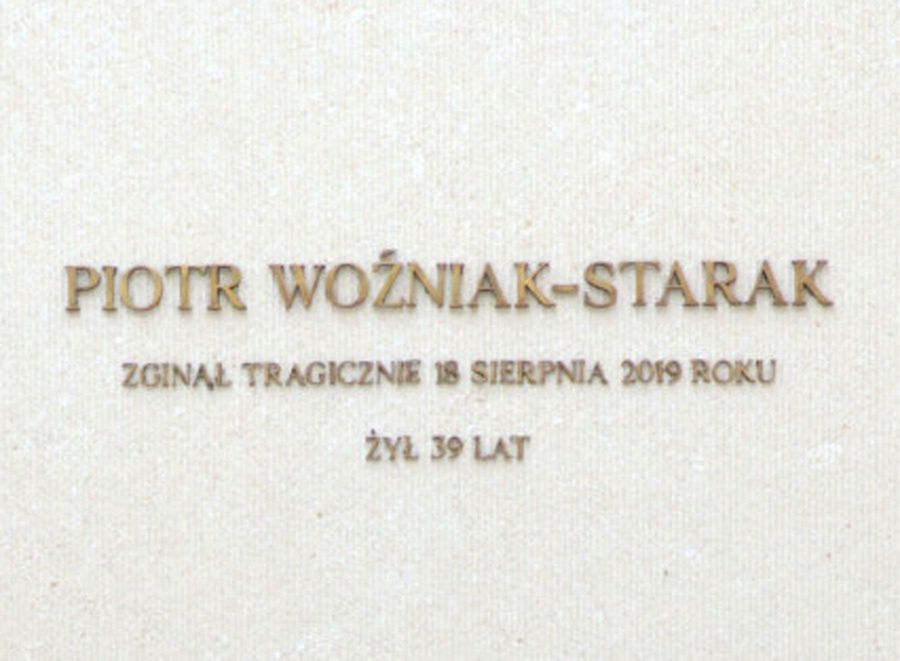 PIOTR WOŹNIAK-STARAK
ZGINĄŁ TRAGICZNIE 18 SIERPNIA 2019 ROKU
ŻYŁ 39 LAT